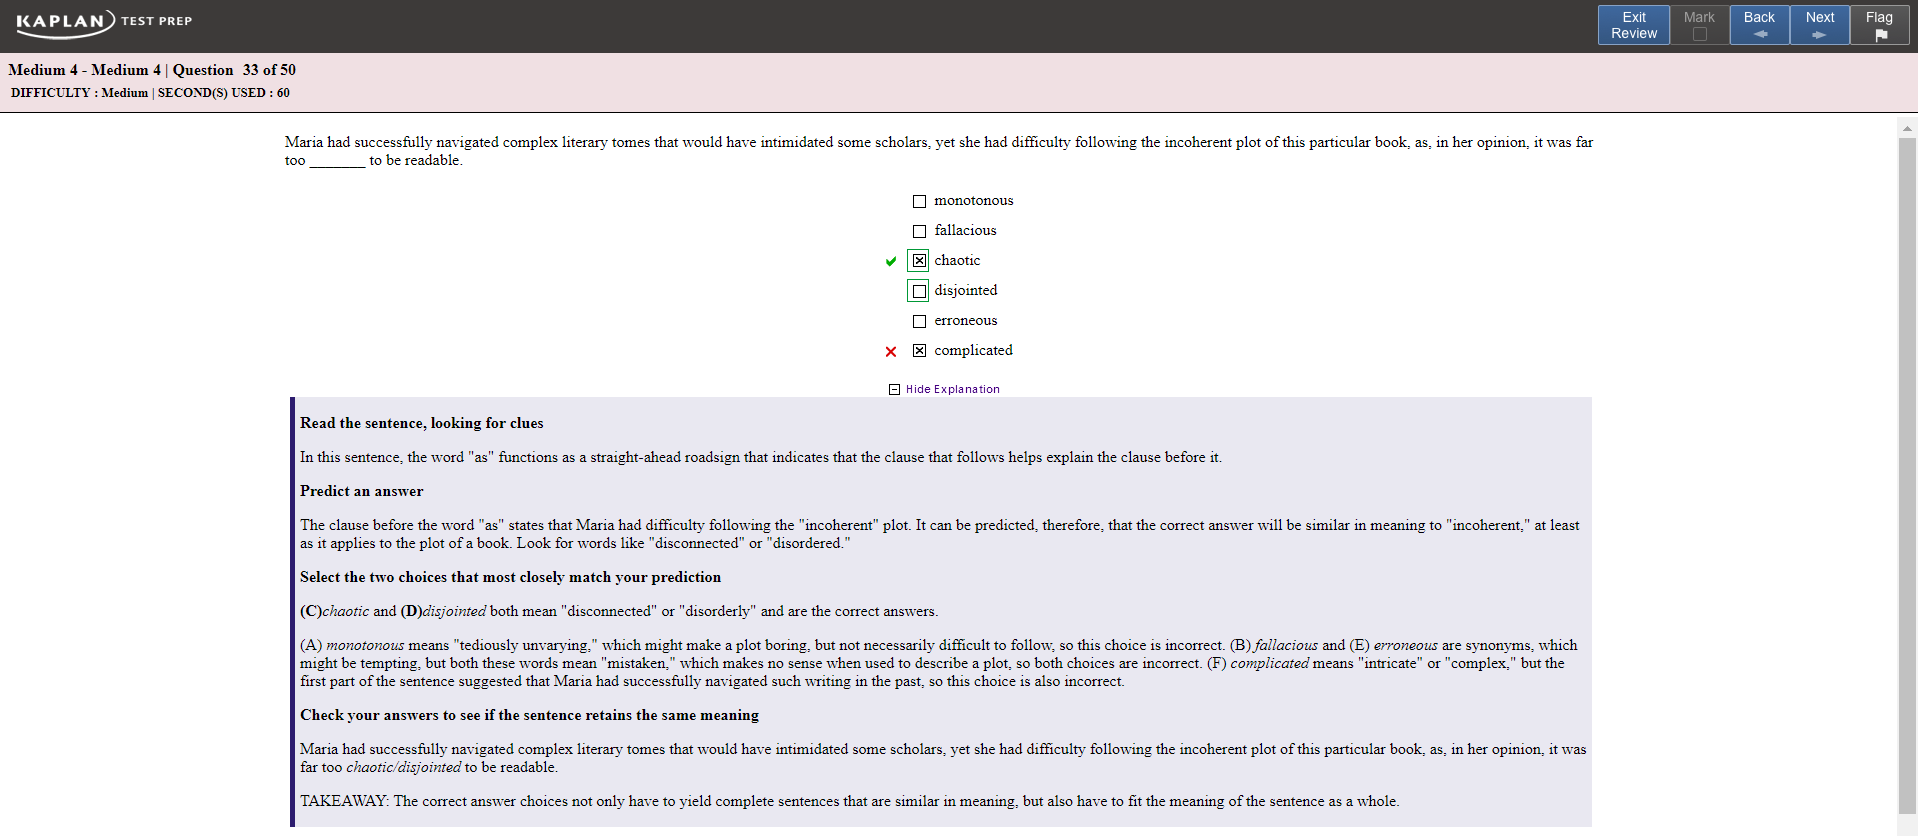 KAPLAN TEST PREP
Exit Review
Mark
Back
Next
Flag
Medium 4 - Medium 4 | Question 33 of 50
DIFFICULTY : Medium | SECOND(S) USED : 60
Maria had successfully navigated complex literary tomes that would have intimidated some scholars, yet she had difficulty following the incoherent plot of this particular book, as, in her opinion, it was far
too _______ to be readable.
monotonous
fallacious
chaotic
disjointed
erroneous
complicated
Hide Explanation
Read the sentence, looking for clues
In this sentence, the word "as" functions as a straight-ahead roadsign that indicates that the clause that follows helps explain the clause before it.
Predict an answer
The clause before the word "as" states that Maria had difficulty following the "incoherent" plot. It can be predicted, therefore, that the correct answer will be similar in meaning to "incoherent," at least
as it applies to the plot of a book. Look for words like "disconnected" or "disordered."
Select the two choices that most closely match your prediction
(C)chaotic and (D)disjointed both mean "disconnected" or "disorderly" and are the correct answers.
(A) monotonous means "tediously unvarying," which might make a plot boring, but not necessarily difficult to follow, so this choice is incorrect. (B) fallacious and (E) erroneous are synonyms, which
might be tempting, but both these words mean "mistaken," which makes no sense when used to describe a plot, so both choices are incorrect. (F) complicated means "intricate" or "complex," but the
first part of the sentence suggested that Maria had successfully navigated such writing in the past, so this choice is also incorrect.
Check your answers to see if the sentence retains the same meaning
Maria had successfully navigated complex literary tomes that would have intimidated some scholars, yet she had difficulty following the incoherent plot of this particular book, as, in her opinion, it was
far too chaotic/disjointed to be readable.
TAKEAWAY: The correct answer choices not only have to yield complete sentences that are similar in meaning, but also have to fit the meaning of the sentence as a whole.